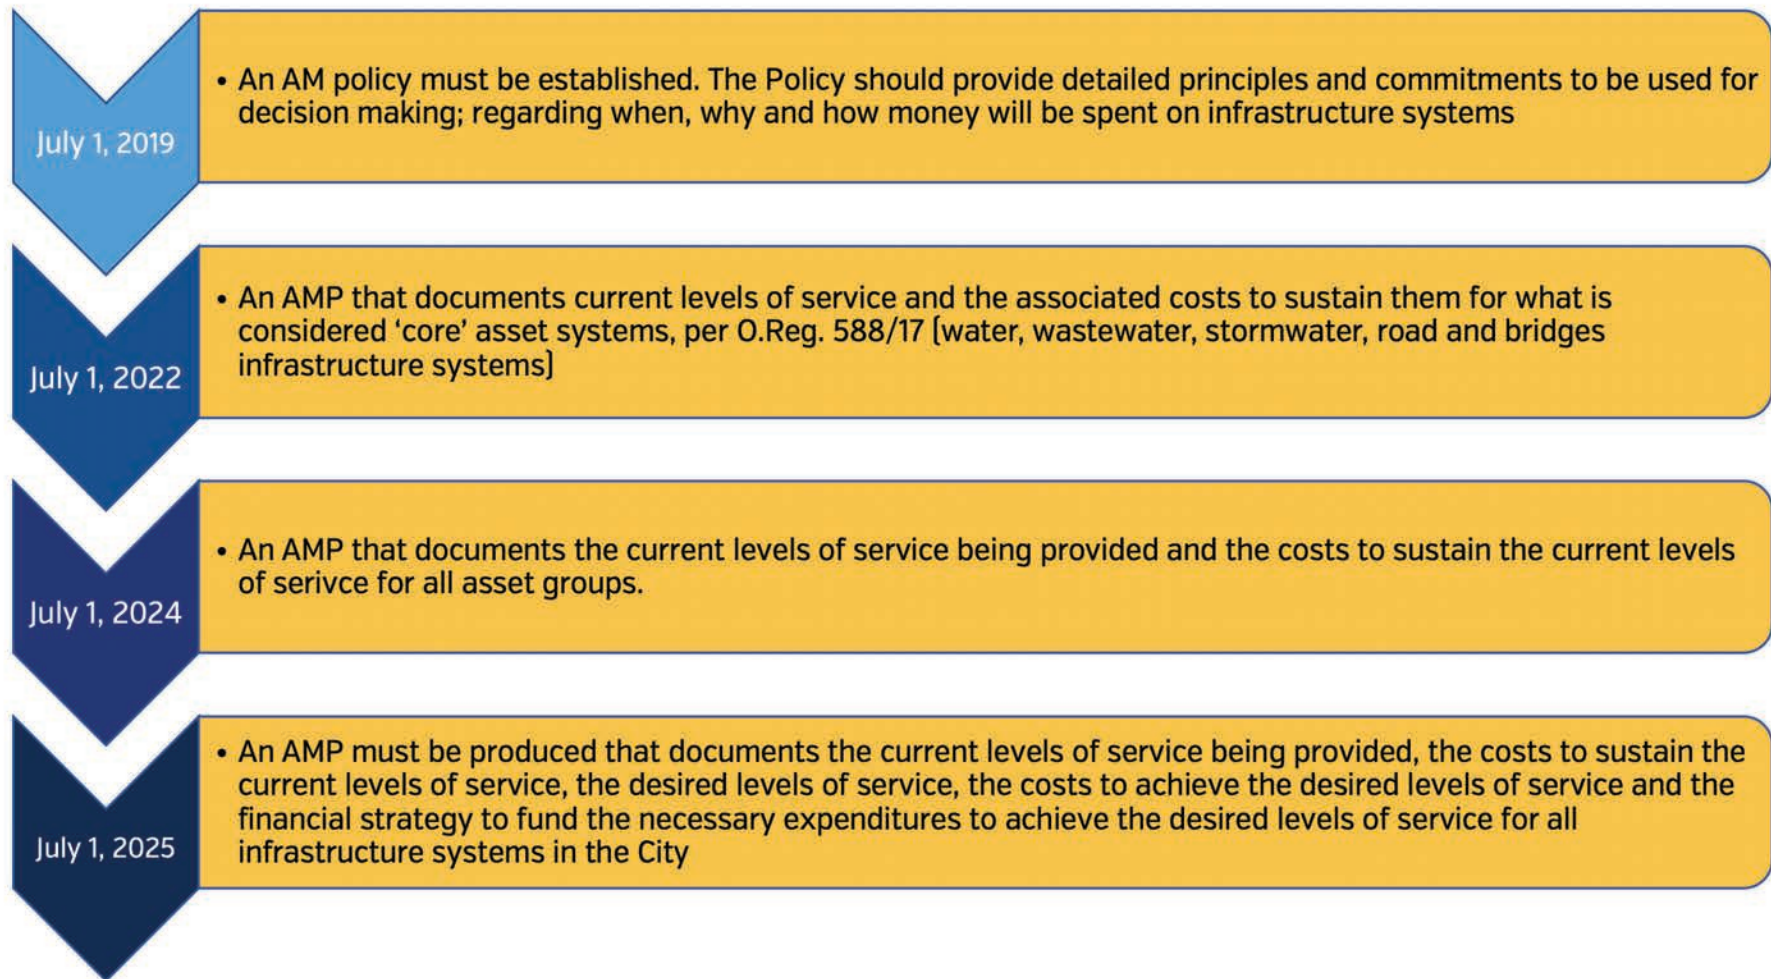 July 1, 2019
• An AM policy must be established. The Policy should provide detailed principles and commitments to be used for
decision making; regarding when, why and how money will be spent on infrastructure systems
July 1, 2022
• An AMP that documents current levels of service and the associated costs to sustain them for what is
considered ‘core’ asset systems, per O.Reg. 588/17 (water, wastewater, stormwater, road and bridges
infrastructure systems)
July 1, 2024
• An AMP that documents the current levels of service being provided and the costs to sustain the current levels
of serivce for all asset groups.
July 1, 2025
• An AMP must be produced that documents the current levels of service being provided, the costs to sustain the
current levels of service, the desired levels of service, the costs to achieve the desired levels of service and the
financial strategy to fund the necessary expenditures to achieve the desired levels of service for all
infrastructure systems in the City